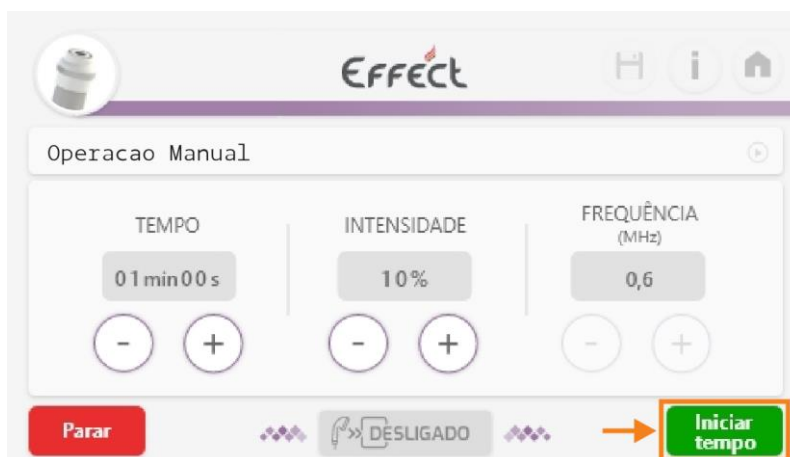 Effect
Operacao Manual
TEMPO
01min00s
- +
INTENSIDADE
10%
- +
FREQUÊNCIA
(MHz)
0,6
- +
Parar
DESLIGADO
Iniciar
tempo